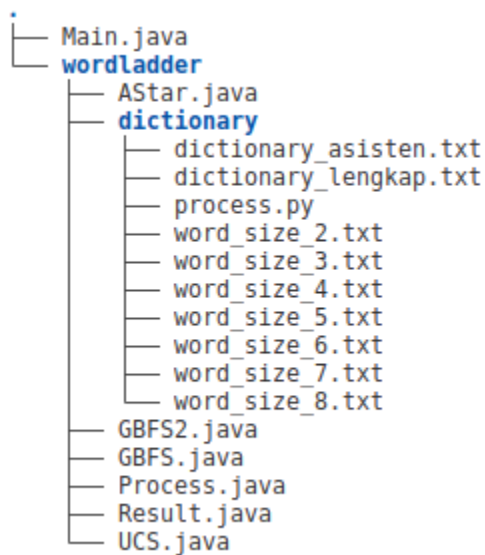 .
Main.java
wordladder
AStar.java
dictionary
dictionary_asisten.txt
dictionary_lengkap.txt
process.py
word_size_2.txt
word_size_3.txt
word_size_4.txt
word_size_5.txt
word_size_6.txt
word_size_7.txt
word_size_8.txt
GBFS2.java
GBFS.java
Process.java
Result.java
UCS.java